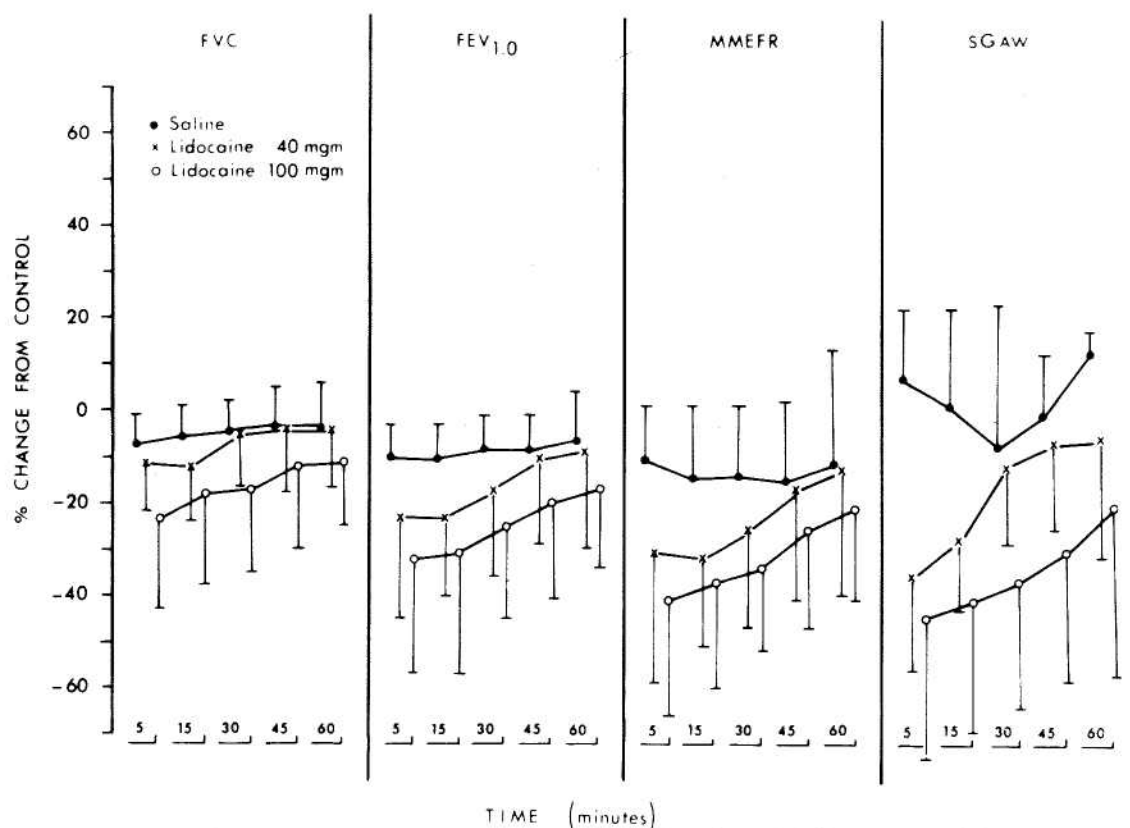 FVC
FEV1.0
MMEFR
SGAW
● Saline
× Lidocaine 40 mgm
○ Lidocaine 100 mgm
% CHANGE FROM CONTROL
60
40
20
0
-20
-40
-60
5 15 30 45 60
5 15 30 45 60
5 15 30 45 60
5 15 30 45 60
TIME (minutes)